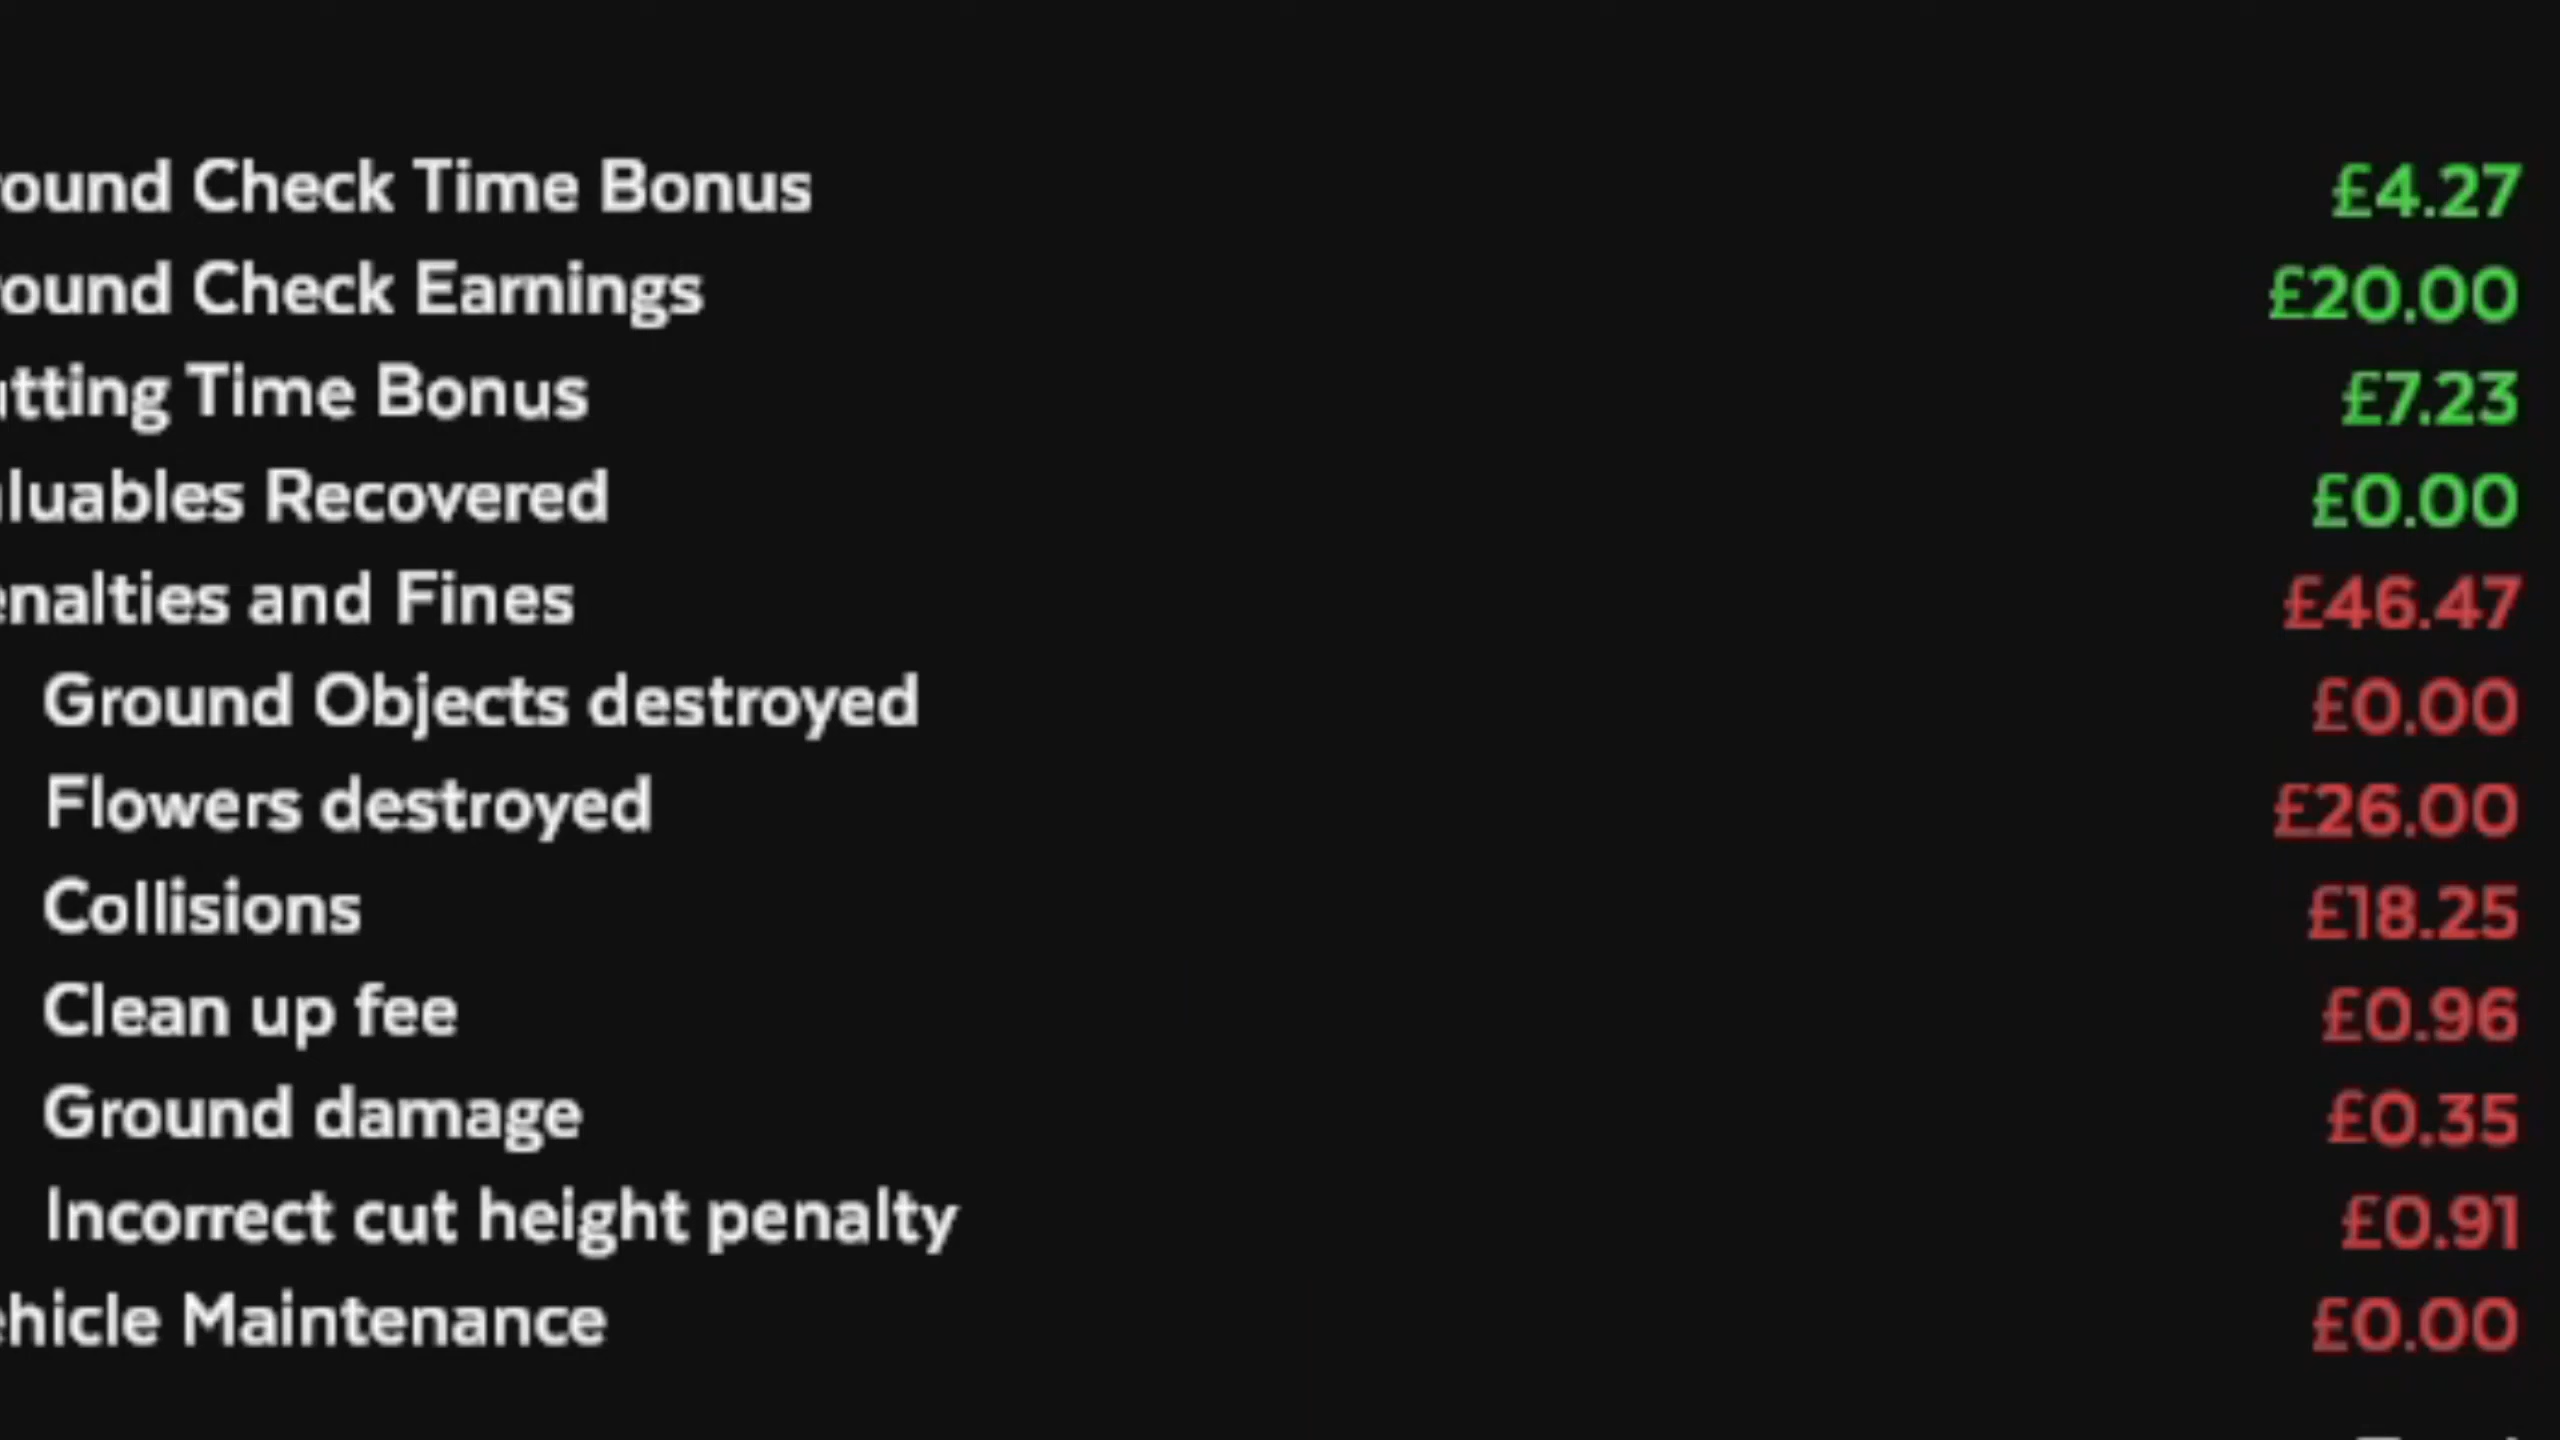 ound Check Time Bonus £4.27
ound Check Earnings £20.00
tting Time Bonus £7.23
luables Recovered £0.00
enalties and Fines £46.47
Ground Objects destroyed £0.00
Flowers destroyed £26.00
Collisions £18.25
Clean up fee £0.96
Ground damage £0.35
Incorrect cut height penalty £0.91
ehicle Maintenance £0.00